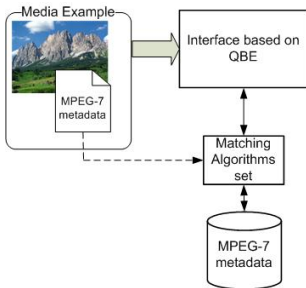 Media Example
MPEG-7
metadata
Interface based on
QBE
Matching
Algorithms
set
MPEG-7
metadata